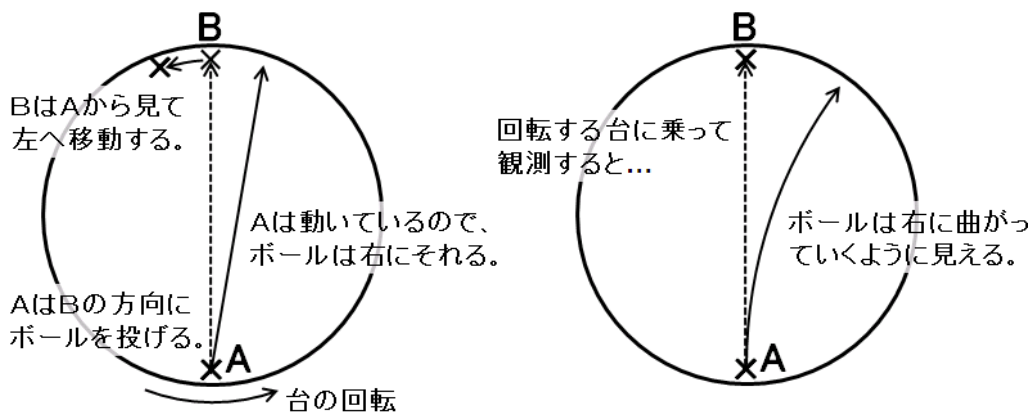 B
BはAから見て
左へ移動する。
Aは動いているので、
ボールは右にそれる。
AはBの方向に
ボールを投げる。
A
台の回転
B
回転する台に乗って
観測すると…
ボールは右に曲がっ
ていくように見える。
A